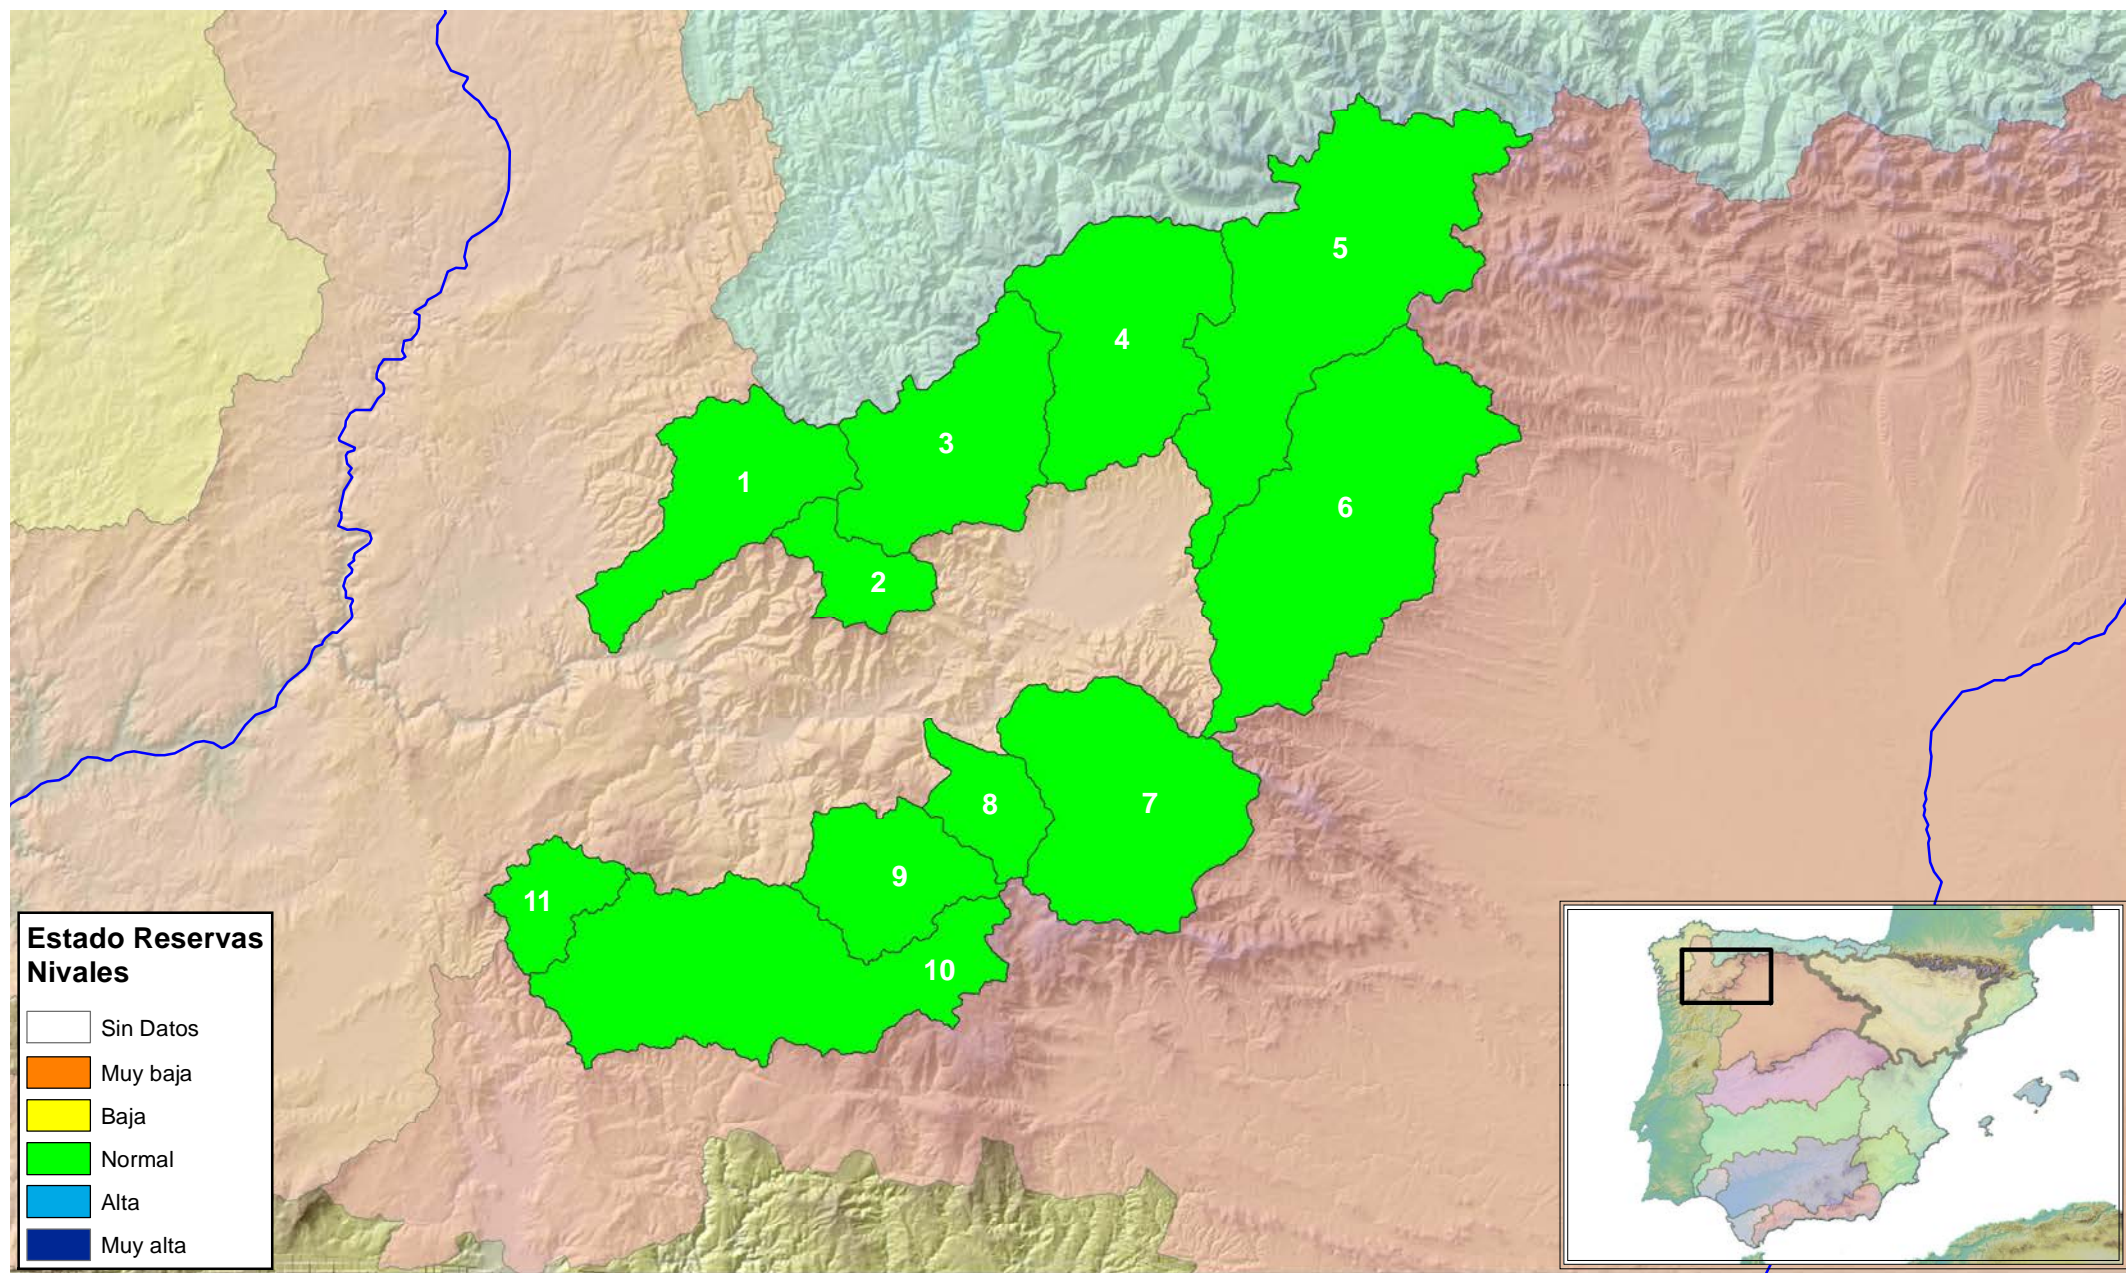 5
4
3
1
6
2
8
7
9
11
10
Estado Reservas
Nivales
Sin Datos
Muy baja
Baja
Normal
Alta
Muy alta